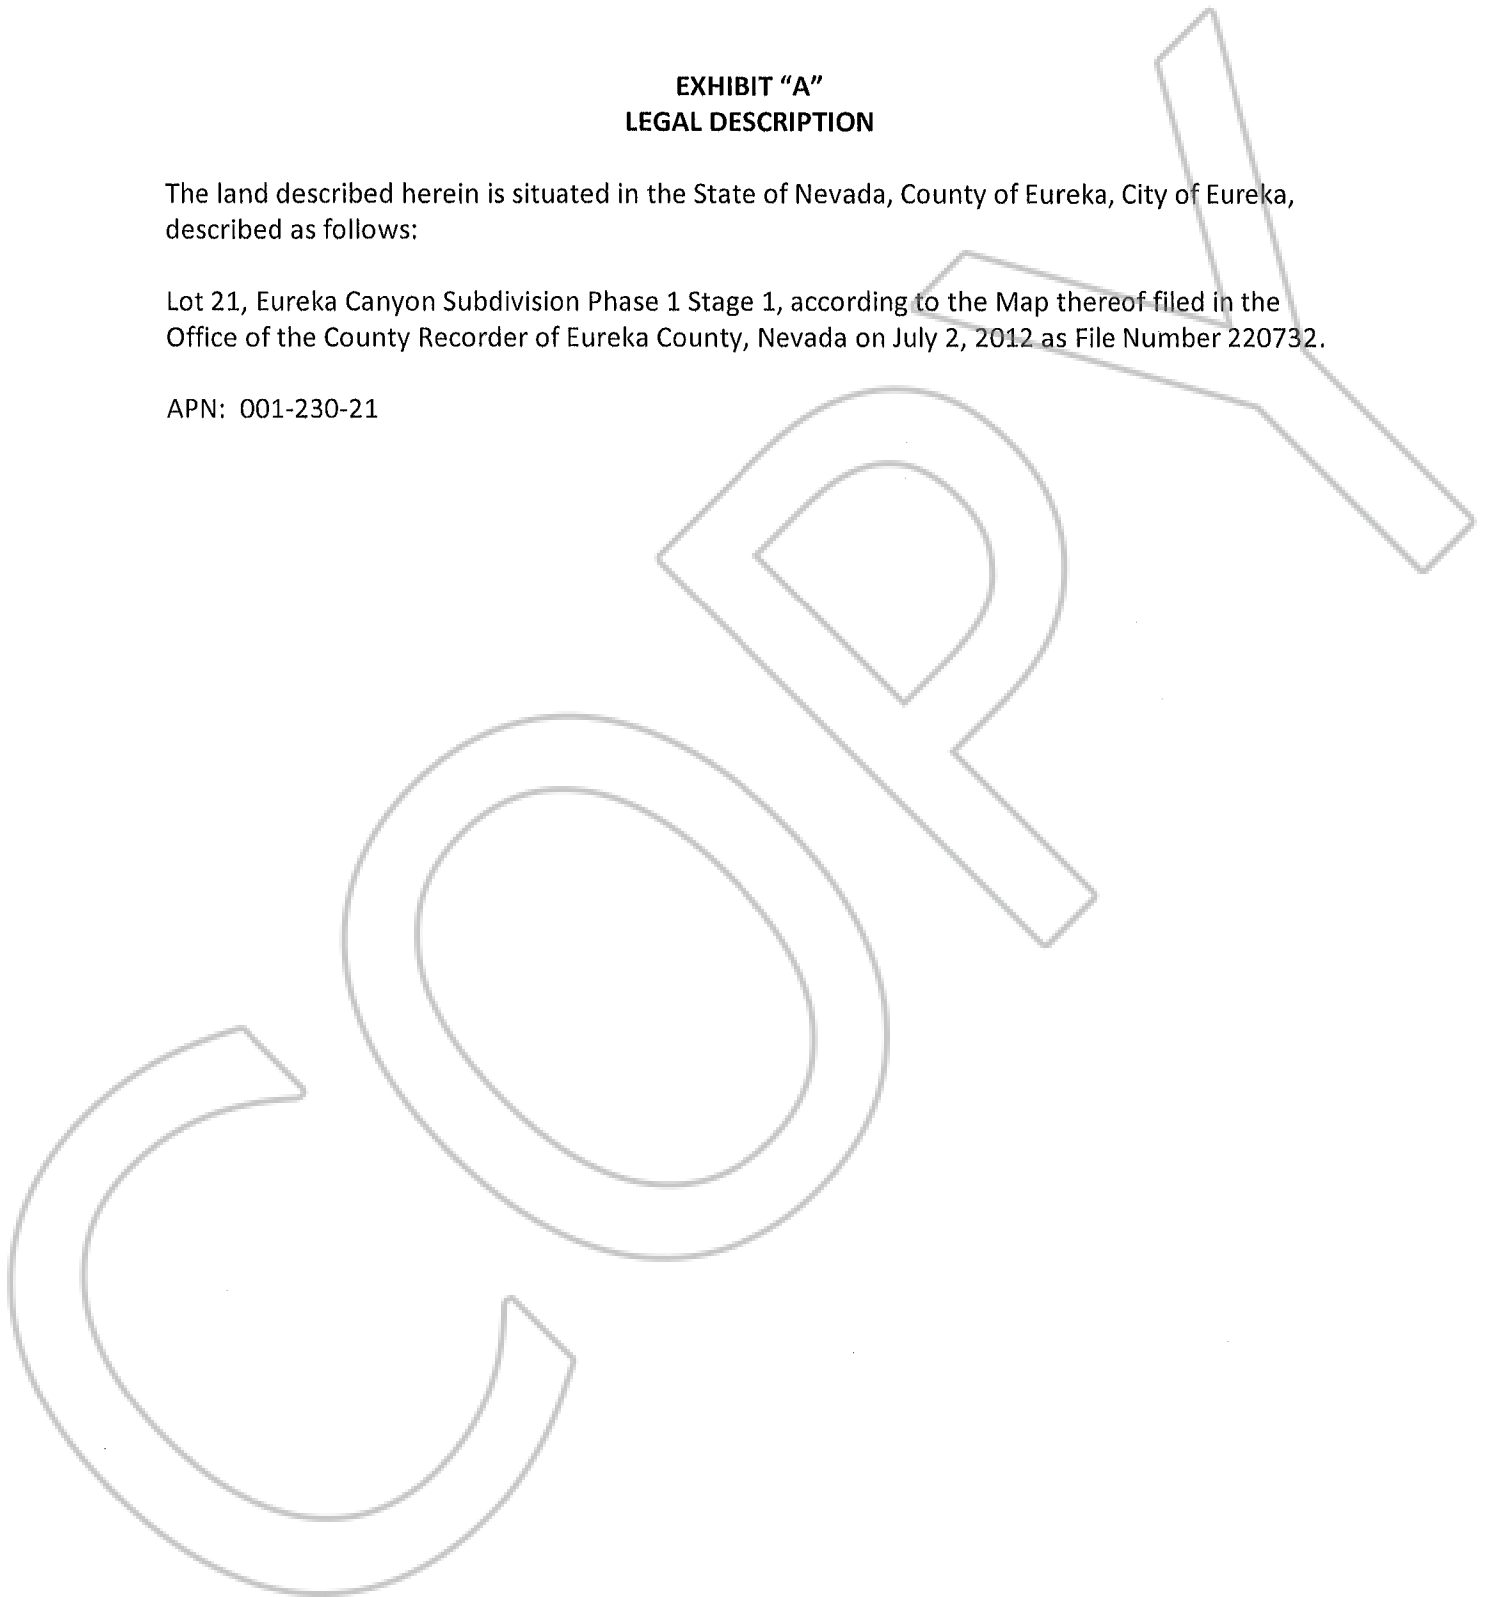 EXHIBIT “A”
LEGAL DESCRIPTION
The land described herein is situated in the State of Nevada, County of Eureka, City of Eureka,
described as follows:
Lot 21, Eureka Canyon Subdivision Phase 1 Stage 1, according to the Map thereof filed in the
Office of the County Recorder of Eureka County, Nevada on July 2, 2012 as File Number 220732.
APN:  001-230-21
COPY